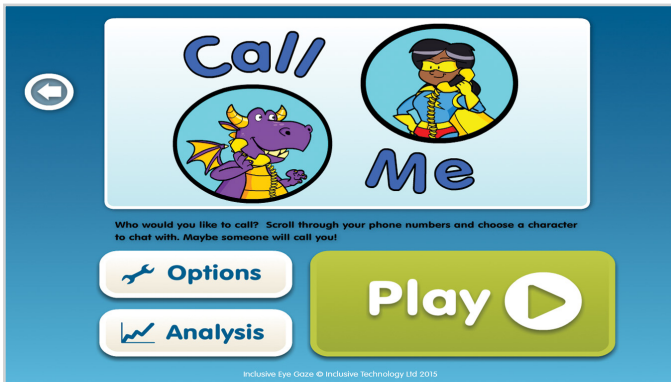 Call
Me
Who would you like to call?  Scroll through your phone numbers and choose a character
to chat with. Maybe someone will call you!
Options
Play
Analysis
Inclusive Eye Gaze © Inclusive Technology Ltd 2015